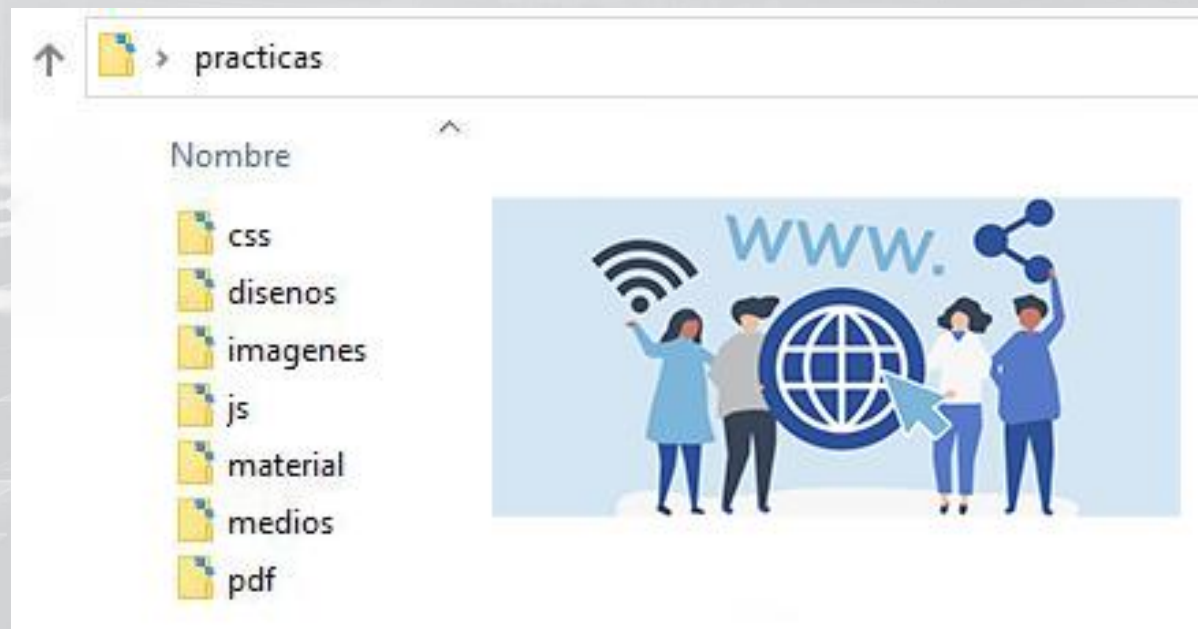 practicas
Nombre
css
disenos
imagenes
js
material
medios
pdf
www.